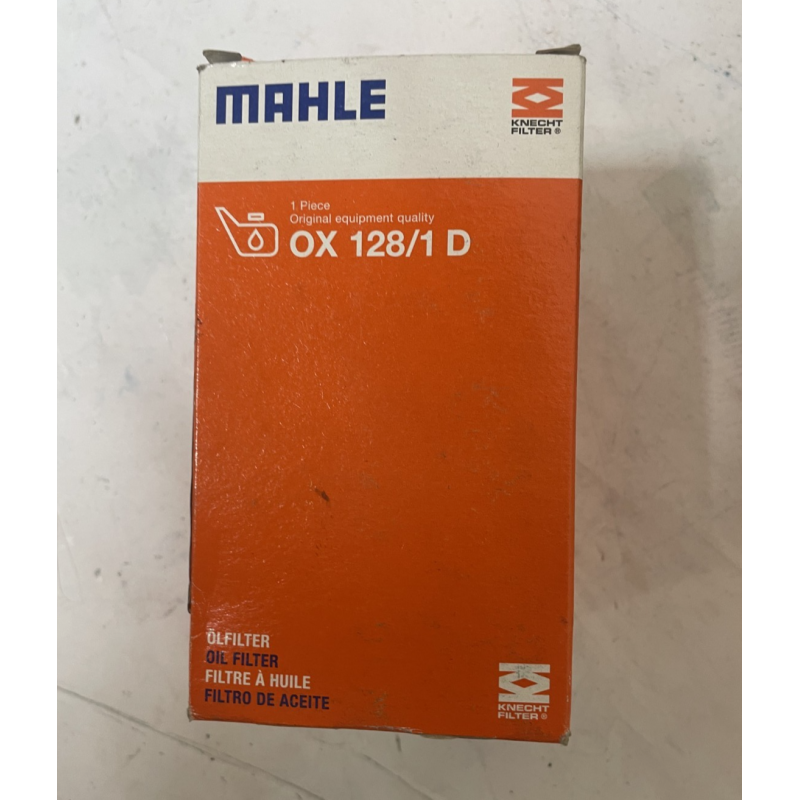 MAHLE
KNECHT
FILTER®
1 Piece
Original equipment quality
OX 128/1 D
ÖLFILTER
OIL FILTER
FILTRE À HUILE
FILTRO DE ACEITE
KNECHT
FILTER®